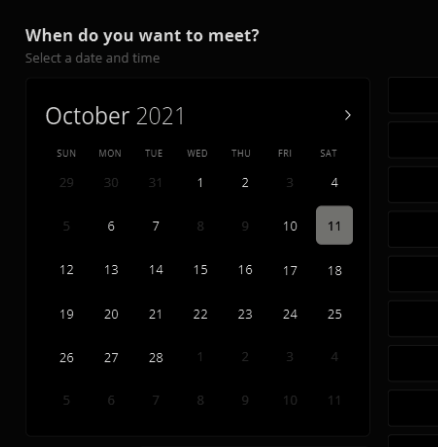 When do you want to meet?
Select a date and time
October 2021
SUN MON TUE WED THU FRI SAT
29 30 31 1 2 3 4
5 6 7 8 9 10 11
12 13 14 15 16 17 18
19 20 21 22 23 24 25
26 27 28 1 2 3 4
5 6 7 8 9 10 11